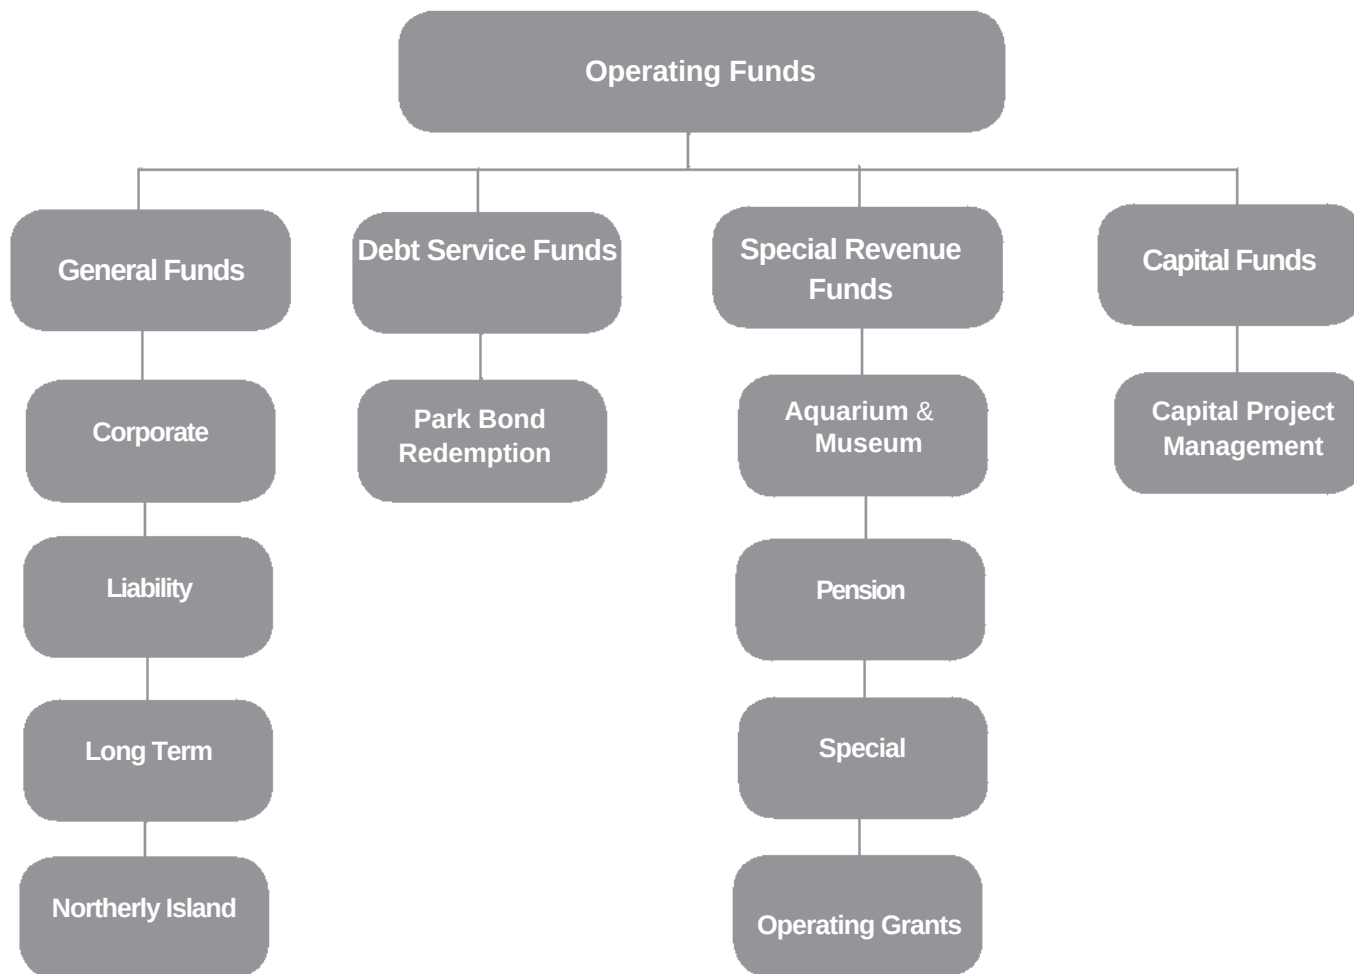 Operating Funds
General Funds
Debt Service Funds
Special Revenue
Funds
Capital Funds
Corporate
Park Bond
Redemption
Aquarium &
Museum
Capital Project
Management
Liability
Pension
Long Term
Special
Northerly Island
Operating Grants